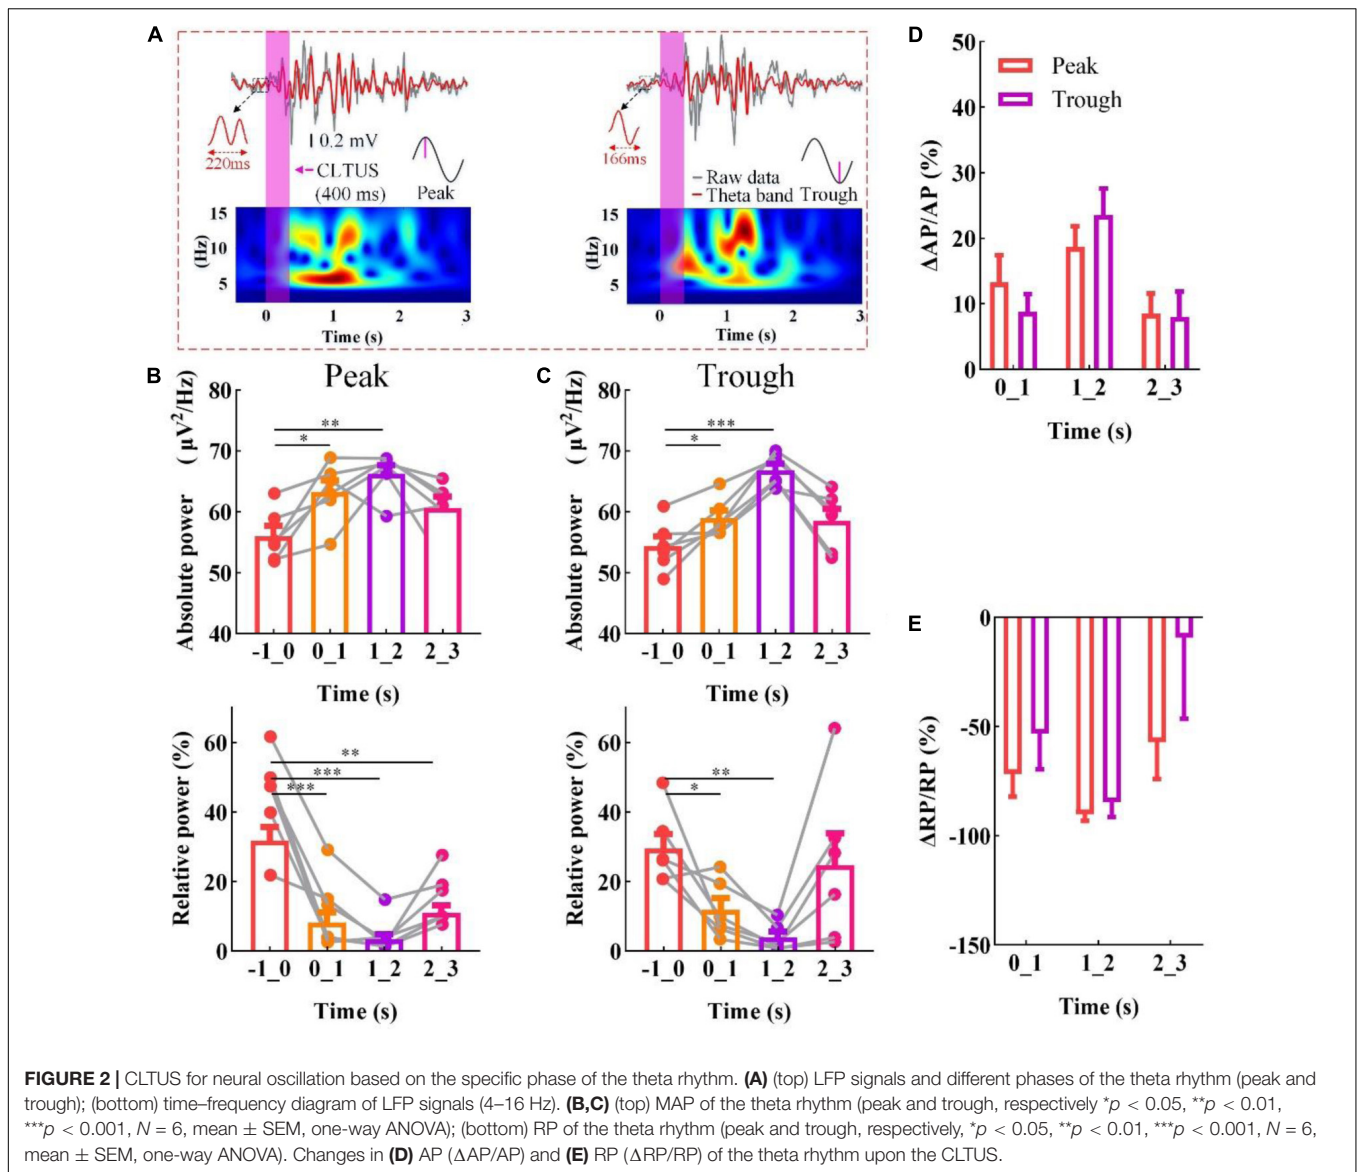 A
220ms
0.2 mV
CLTUS
(400 ms)
Peak
15
10
5
(Hz)
0 1 2 3
Time (s)
166ms
Raw data
Theta band
Trough
15
10
5
(Hz)
0 1 2 3
Time (s)
B
Peak
Absolute power ( μV²/Hz)
80
70
60
50
40
**
*
-1_0 0_1 1_2 2_3
Time (s)
C
Trough
Absolute power ( μV²/Hz)
80
70
60
50
40
***
*
-1_0 0_1 1_2 2_3
Time (s)
Relative power (%)
60
40
20
0
**
***
***
-1_0 0_1 1_2 2_3
Time (s)
Relative power (%)
60
40
20
0
**
*
-1_0 0_1 1_2 2_3
Time (s)
D
Peak
Trough
ΔAP/AP (%)
50
40
30
20
10
0
0_1 1_2 2_3
Time (s)
E
ΔRP/RP (%)
0
-50
-100
-150
0_1 1_2 2_3
Time (s)
FIGURE 2 | CLTUS for neural oscillation based on the specific phase of the theta rhythm. (A) (top) LFP signals and different phases of the theta rhythm (peak and
trough); (bottom) time–frequency diagram of LFP signals (4–16 Hz). (B,C) (top) MAP of the theta rhythm (peak and trough, respectively *p < 0.05, **p < 0.01,
***p < 0.001, N = 6, mean ± SEM, one-way ANOVA); (bottom) RP of the theta rhythm (peak and trough, respectively, *p < 0.05, **p < 0.01, ***p < 0.001, N = 6,
mean ± SEM, one-way ANOVA). Changes in (D) AP (ΔAP/AP) and (E) RP (ΔRP/RP) of the theta rhythm upon the CLTUS.